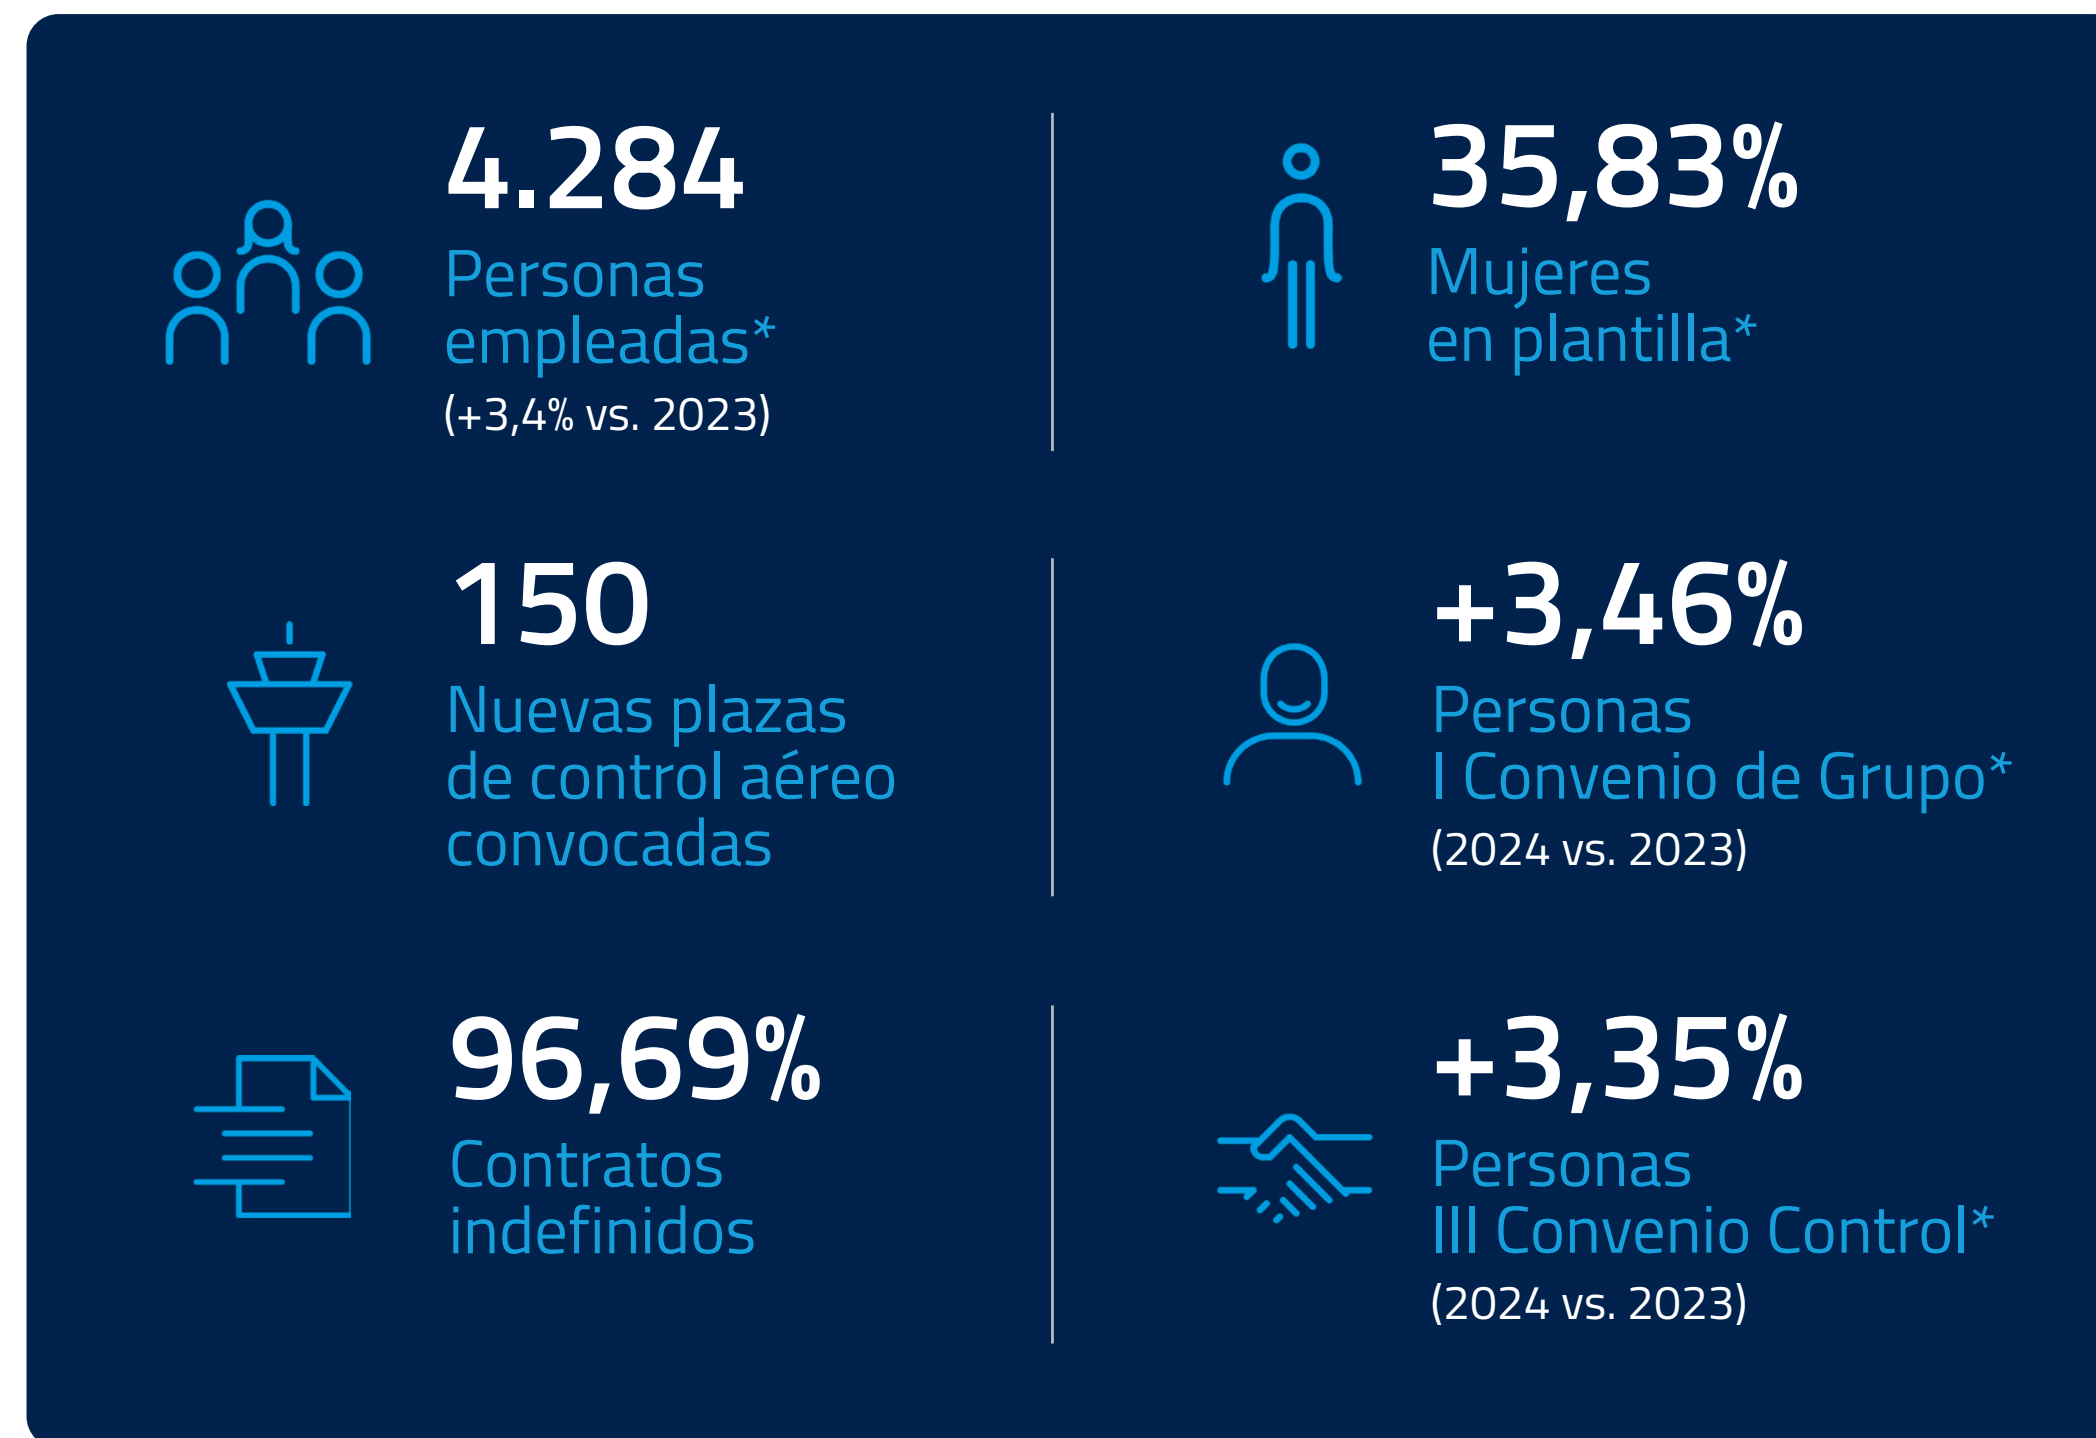 4.284
Personas
empleadas*
(+3,4% vs. 2023)
35,83%
Mujeres
en plantilla*
150
Nuevas plazas
de control aéreo
convocadas
+3,46%
Personas
I Convenio de Grupo*
(2024 vs. 2023)
96,69%
Contratos
indefinidos
+3,35%
Personas
III Convenio Control*
(2024 vs. 2023)